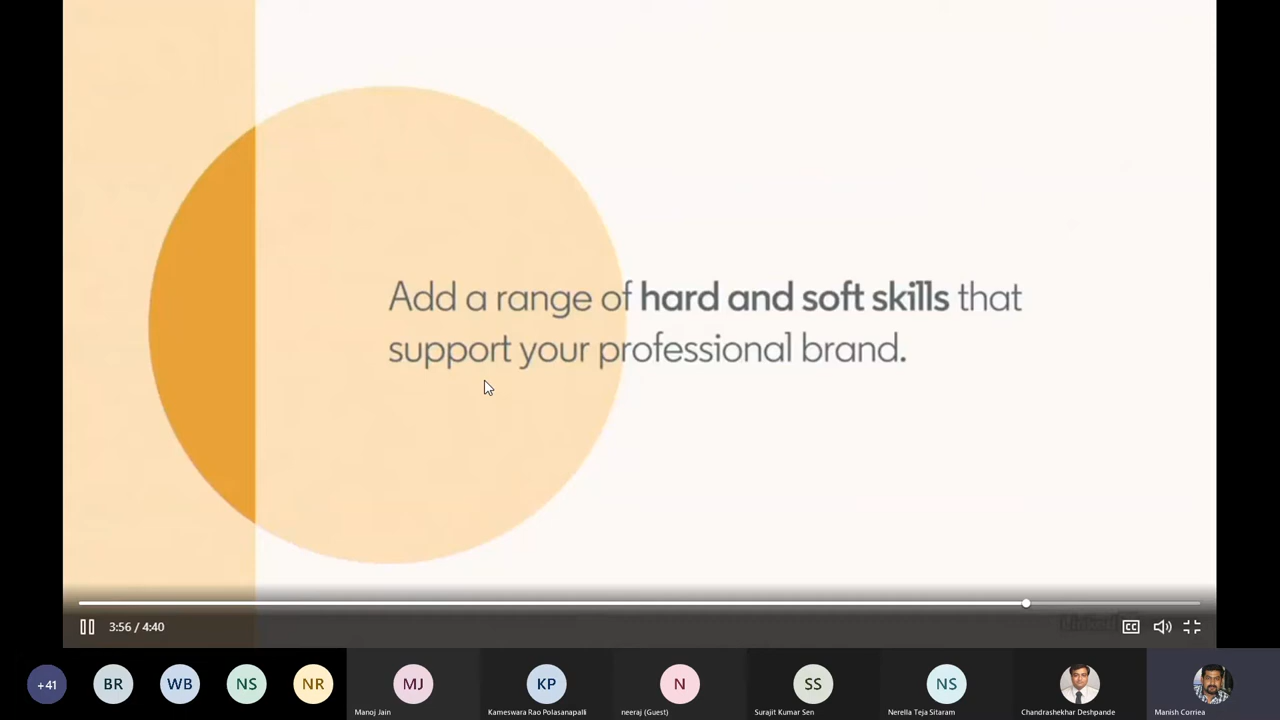 Add a range of hard and soft skills that
support your professional brand.
3:56 / 4:40
CC
+41
BR
WB
NS
NR
MJ
KP
N
SS
NS
Manoj Jain
Kameswara Rao Polasanapalli
neeraj (Guest)
Surajit Kumar Sen
Nerella Teja Sitaram
Chandrashekhar Deshpande
Manish Correia